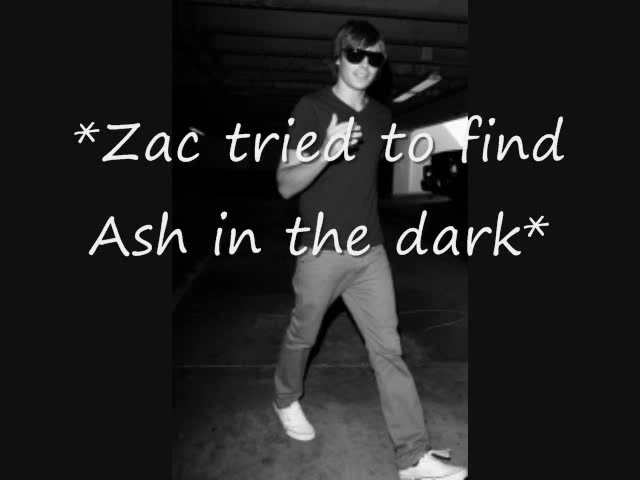 *Zac tried to find
Ash in the dark*